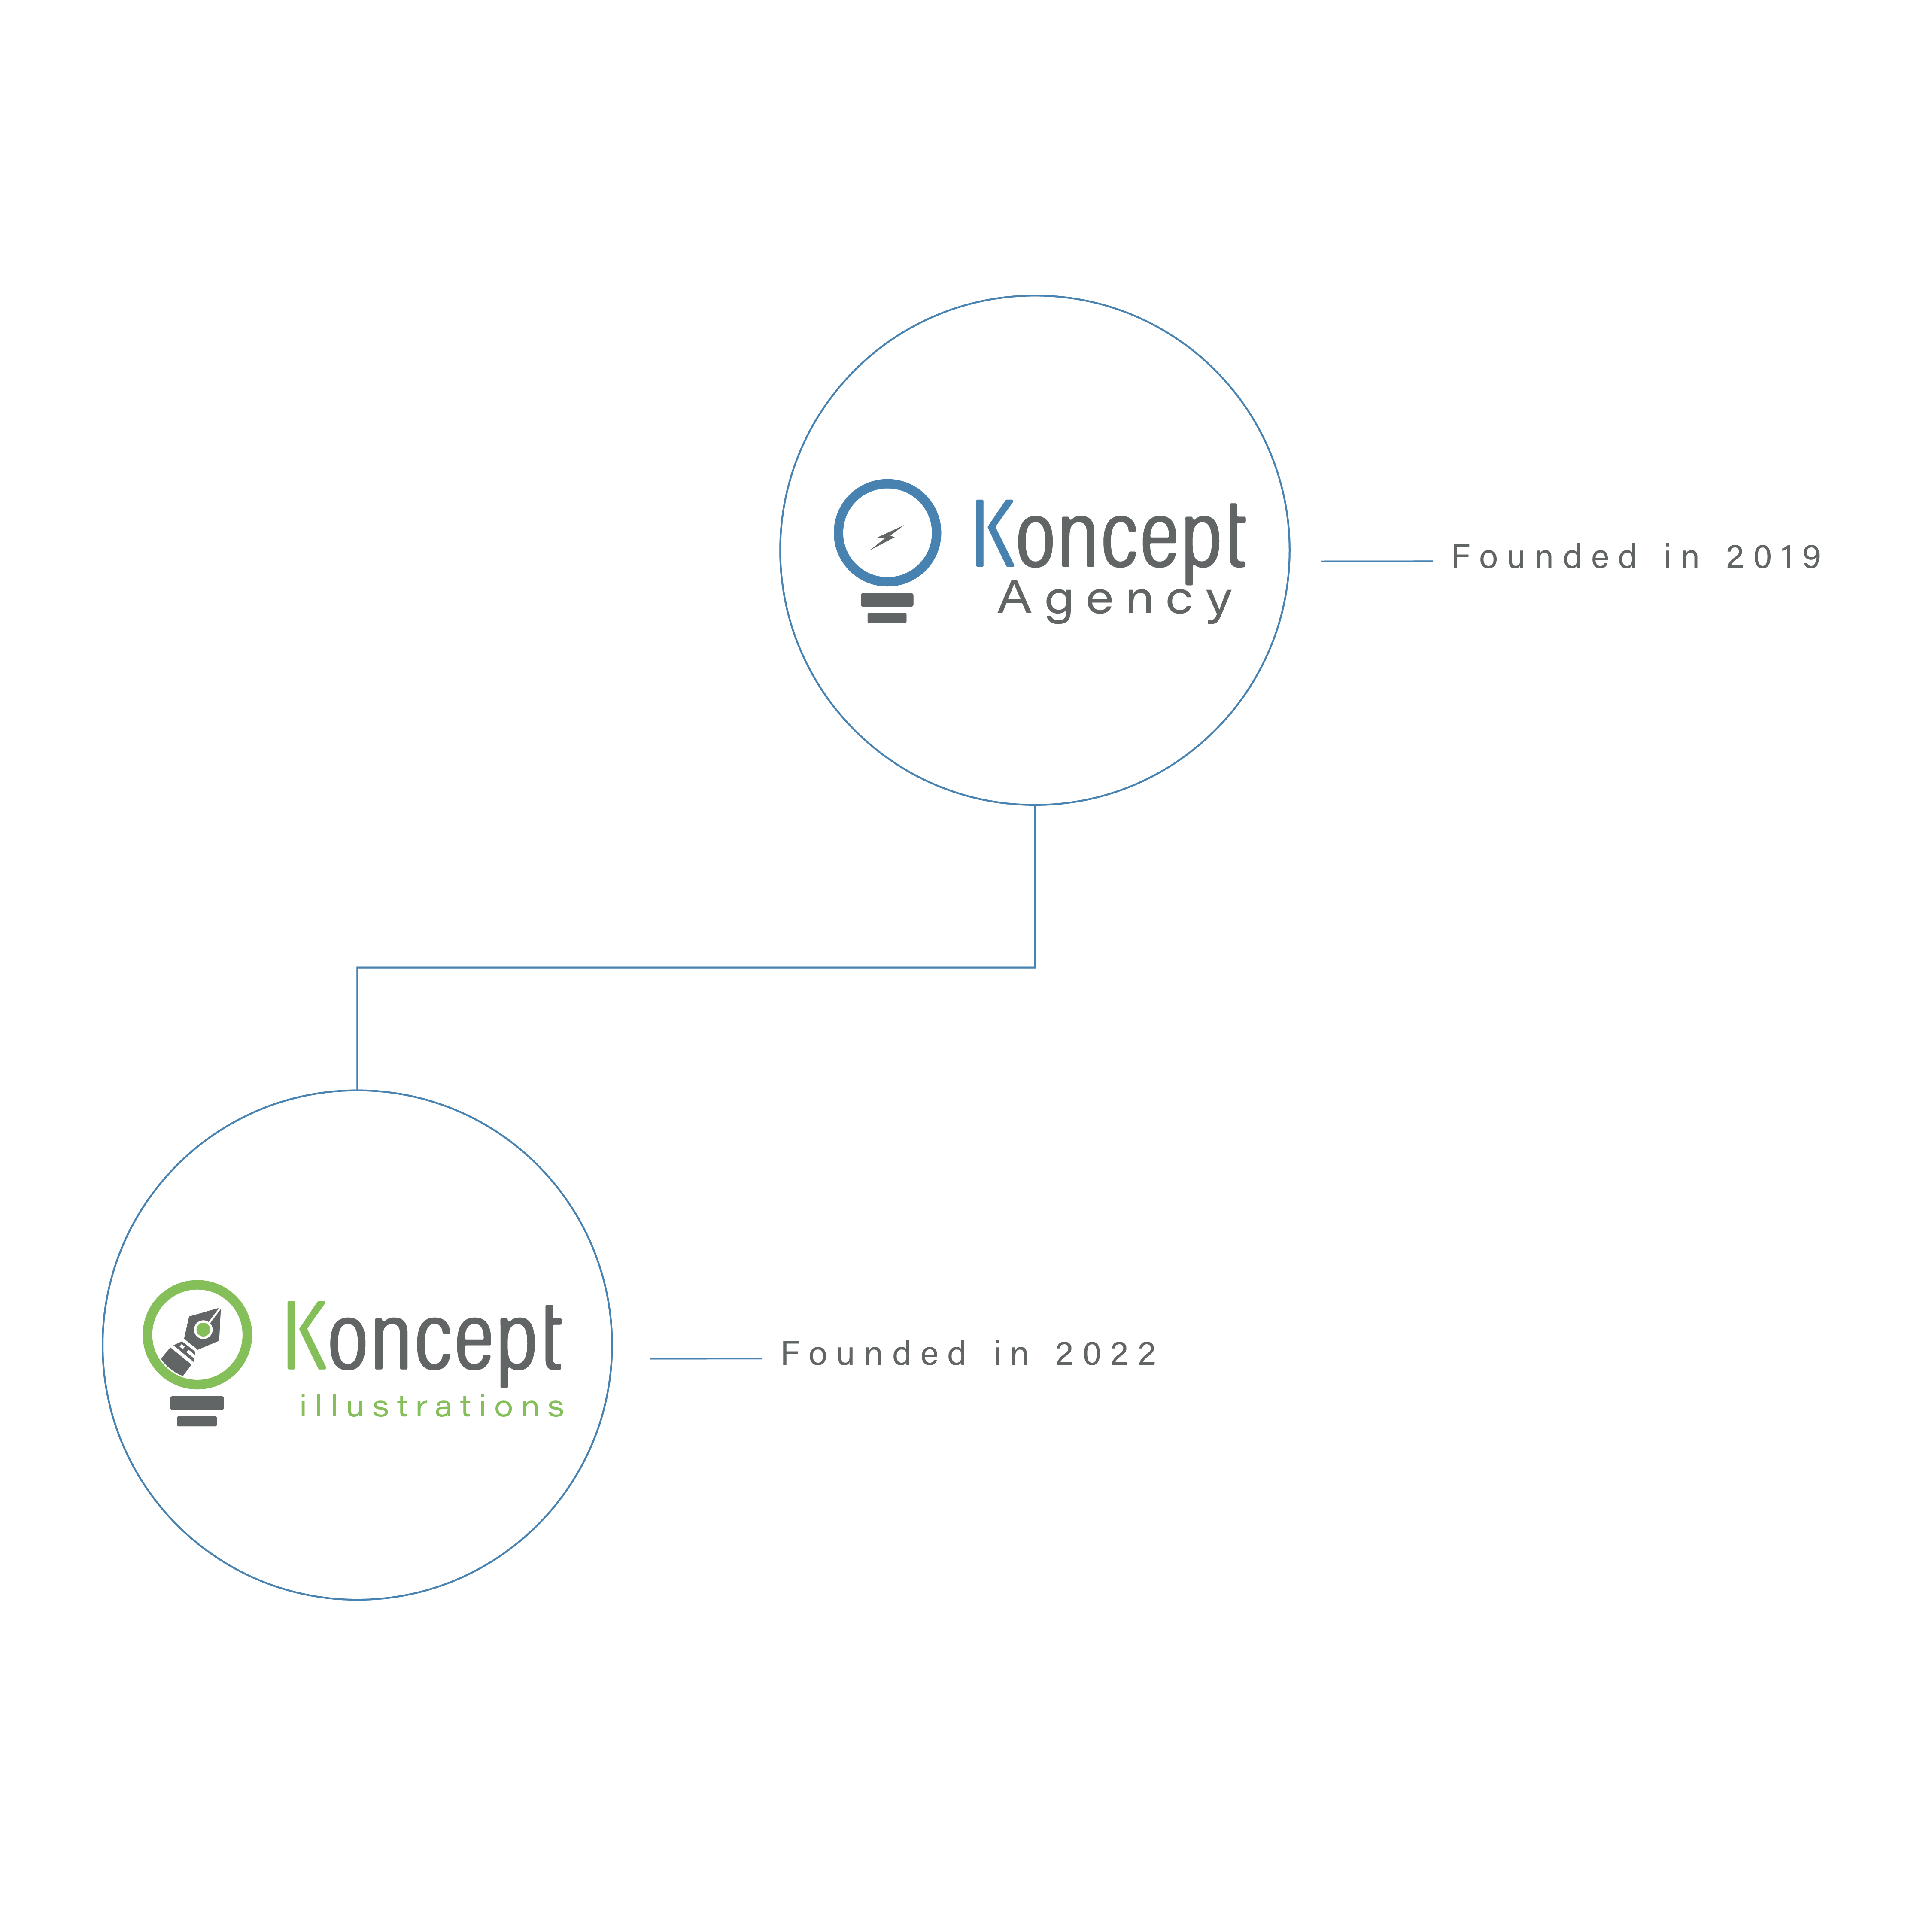 Koncept
Agency
Founded in 2019
Koncept
illustrations
Founded in 2022